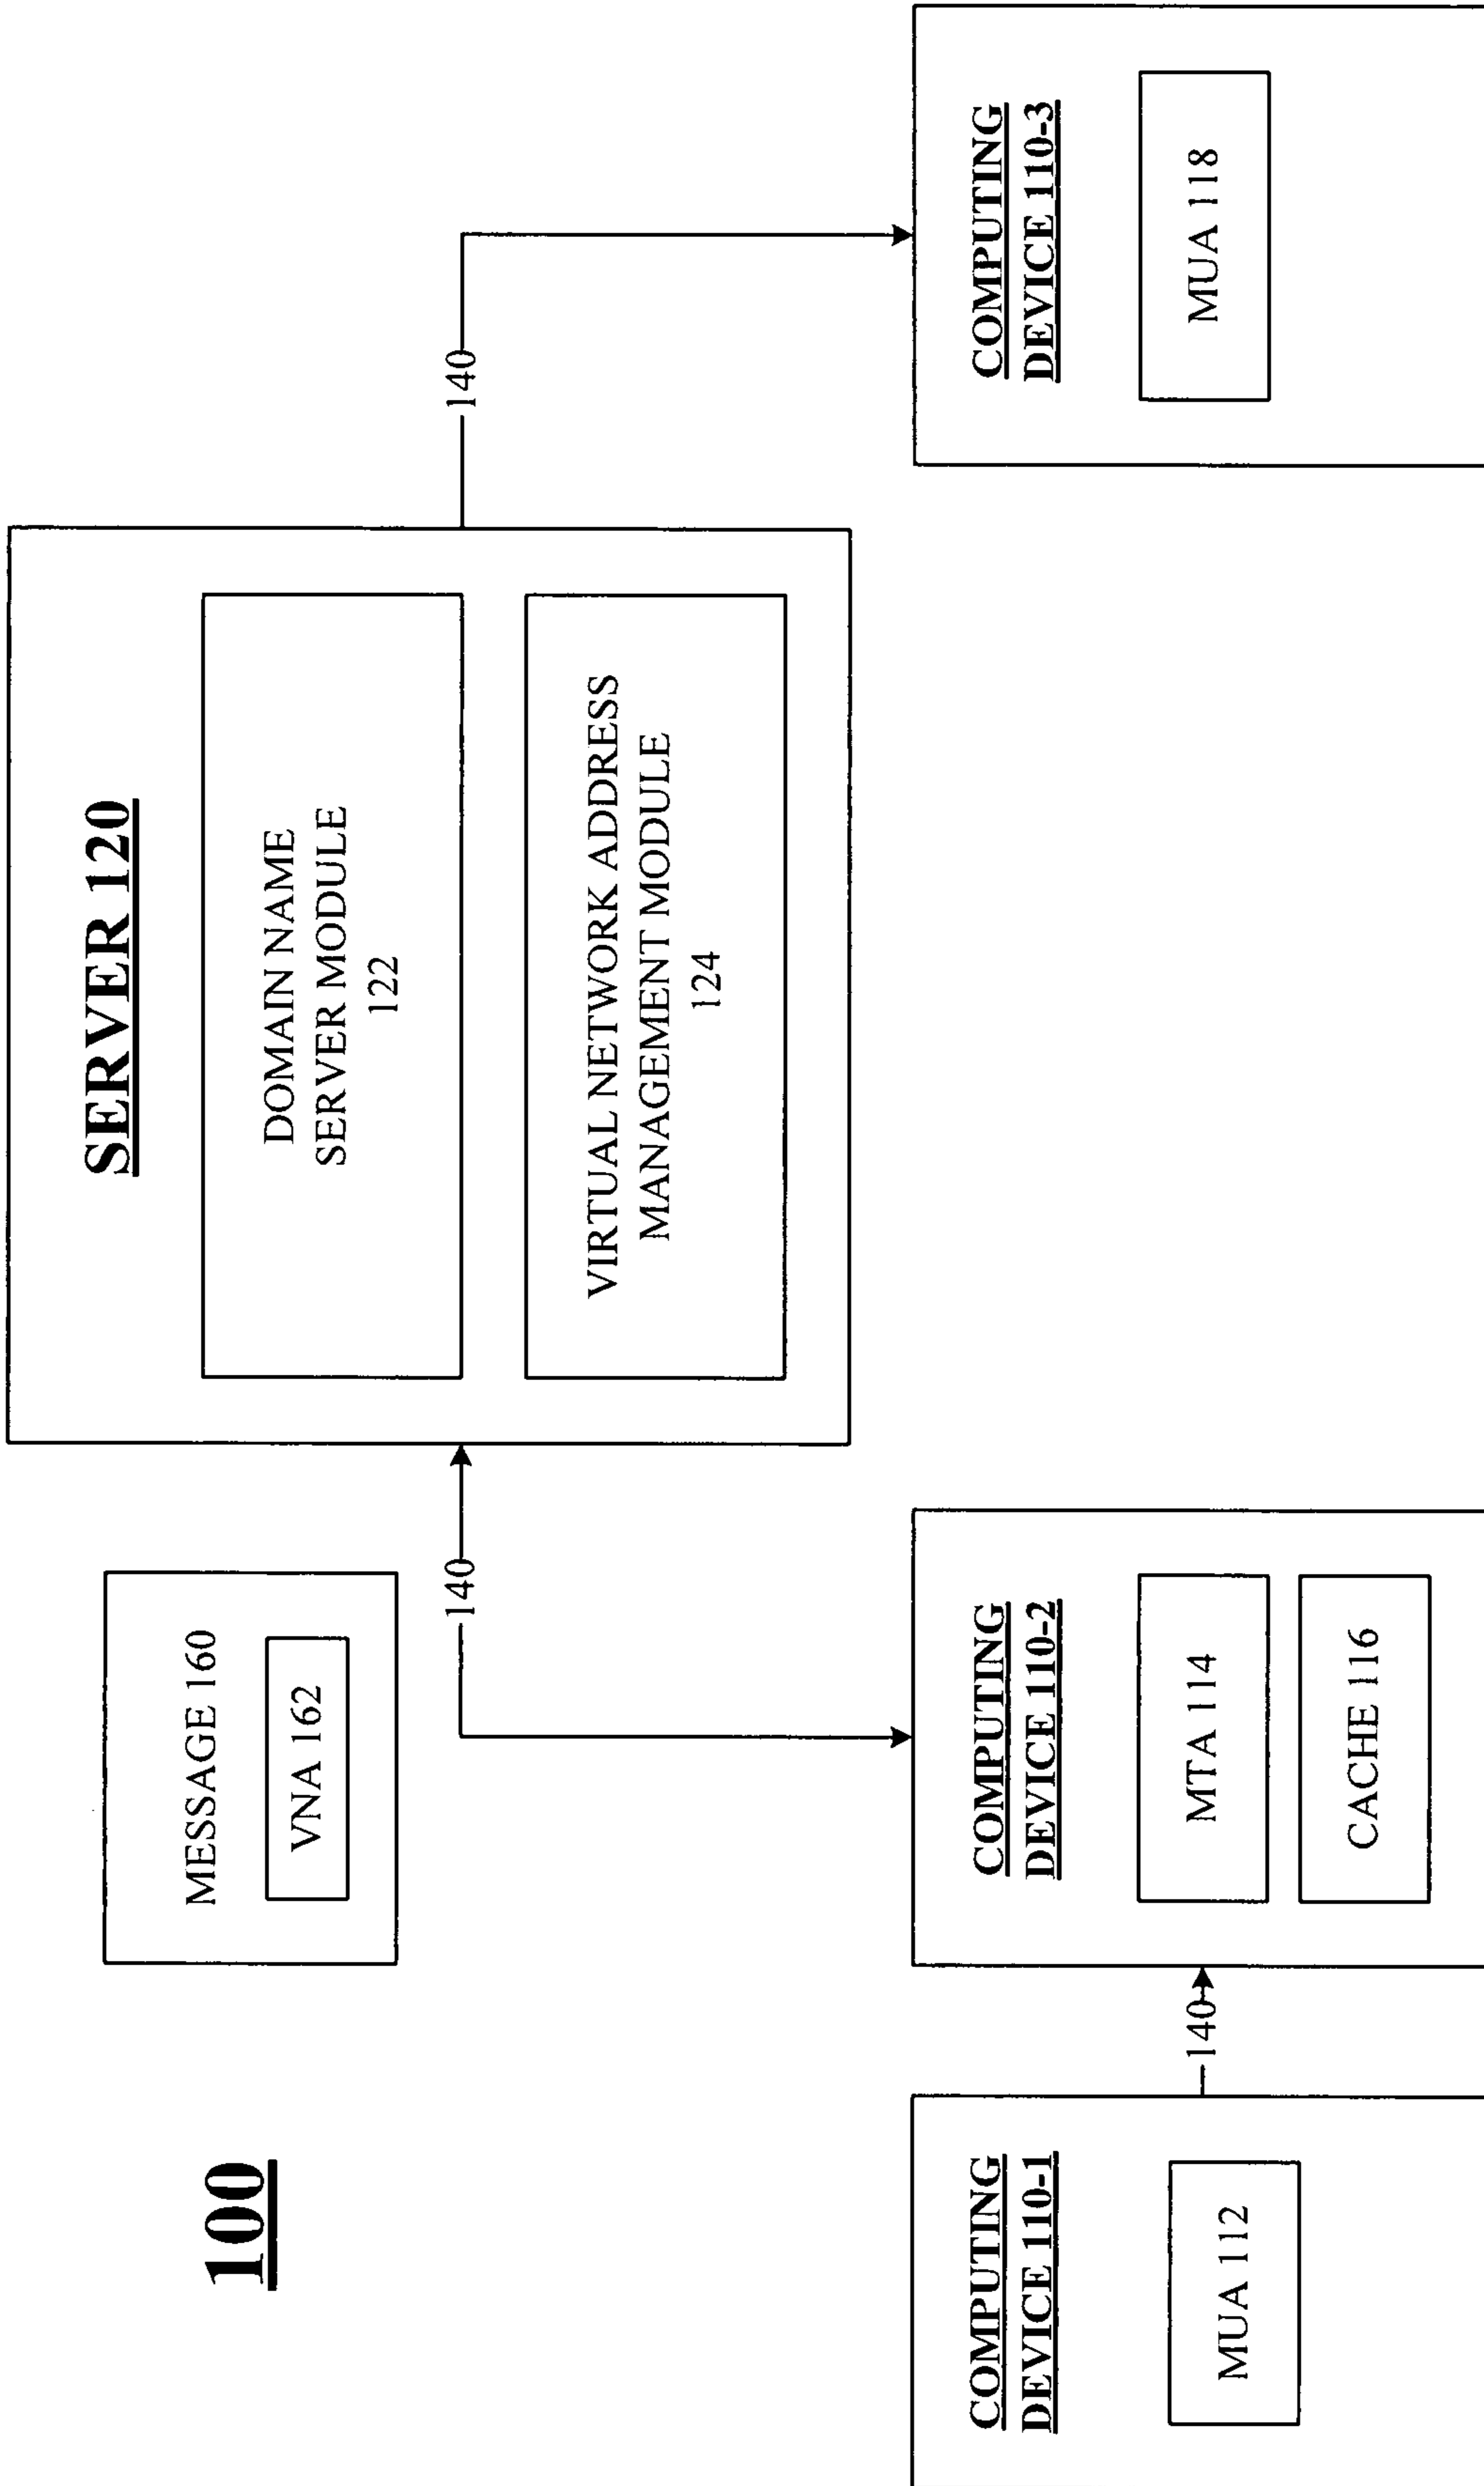 100
MESSAGE 160
VNA 162
SERVER 120
DOMAIN NAME
SERVER MODULE
122
VIRTUAL NETWORK ADDRESS
MANAGEMENT MODULE
124
140
140
COMPUTING
DEVICE 110-1
MUA 112
140
COMPUTING
DEVICE 110-2
MTA 114
CACHE 116
COMPUTING
DEVICE 110-3
MUA 118